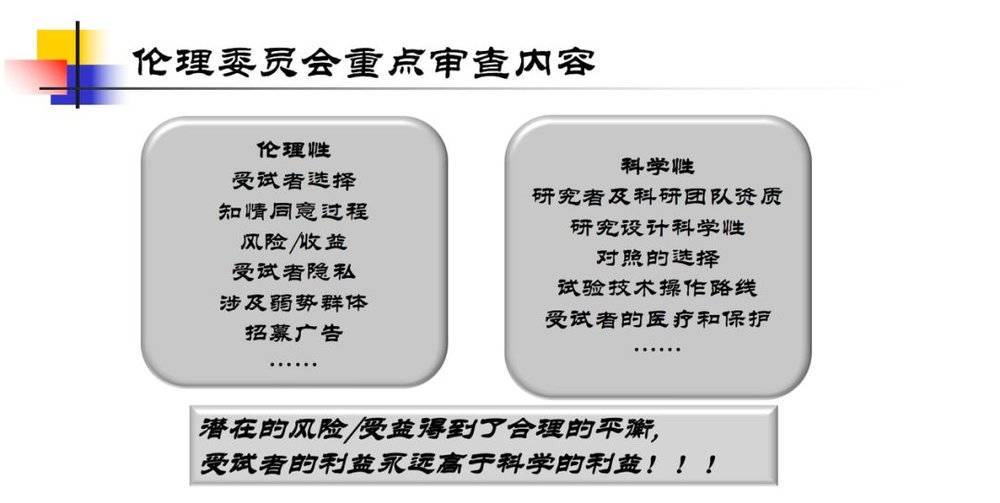 伦理委员会重点审查内容
伦理性
受试者选择
知情同意过程
风险/收益
受试者隐私
涉及弱势群体
招募广告
……
科学性
研究者及科研团队资质
研究设计科学性
对照的选择
试验技术操作路线
受试者的医疗和保护
……
潜在的风险/受益得到了合理的平衡,
受试者的利益永远高于科学的利益！！！